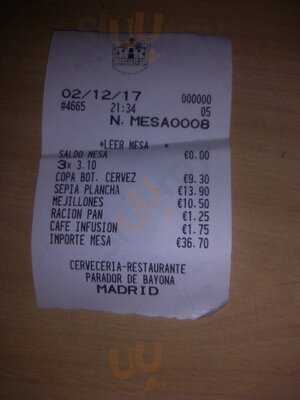 02/12/17 000000
#4665 21:34 05
N. MESA0008
*LEER MESA *
SALDO MESA €0.00
3x 3.10
COPA BOT. CERVEZ €9.30
SEPIA PLANCHA €13.90
MEJILLONES €10.50
RACION PAN €1.25
CAFE INFUSION €1.75
IMPORTE MESA €36.70
CERVECERIA-RESTAURANTE
PARADOR DE BAYONA
MADRID